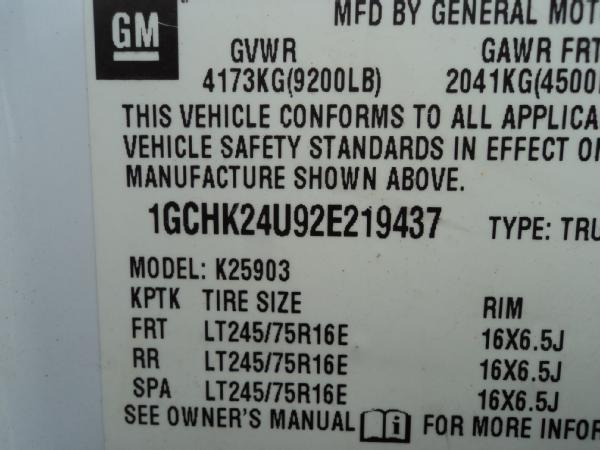 GM
MFD BY GENERAL MOT
GVWR GAWR FRT
4173KG(9200LB) 2041KG(4500
THIS VEHICLE CONFORMS TO ALL APPLICA
VEHICLE SAFETY STANDARDS IN EFFECT ON
MANUFACTURE SHOWN ABOVE.
1GCHK24U92E219437 TYPE: TRU
MODEL: K25903
KPTK TIRE SIZE RIM
FRT LT245/75R16E 16X6.5J
RR LT245/75R16E 16X6.5J
SPA LT245/75R16E 16X6.5J
SEE OWNER'S MANUAL i FOR MORE INFOR